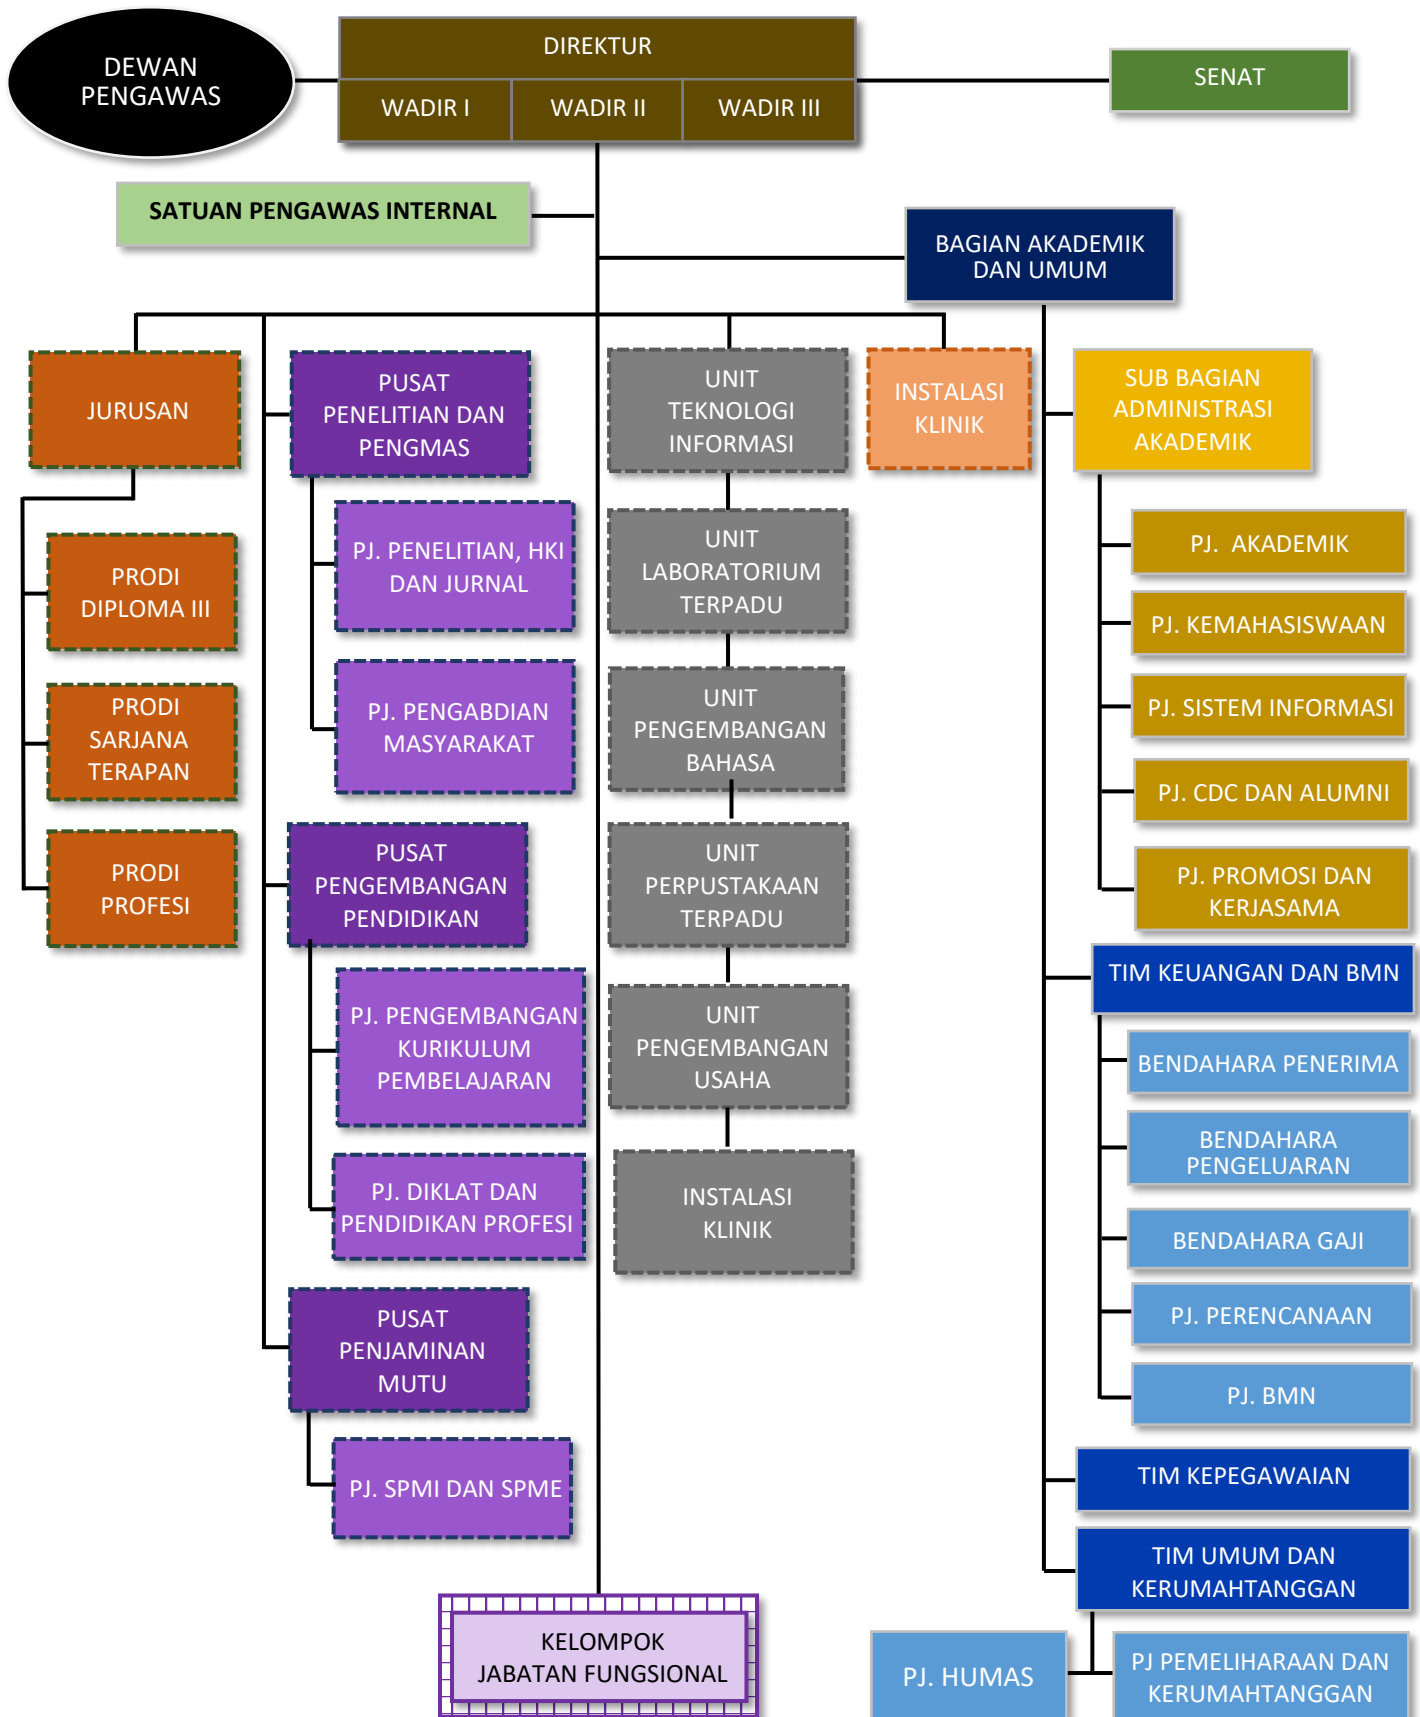 DEWAN
PENGAWAS
DIREKTUR
WADIR I
WADIR II
WADIR III
SENAT
SATUAN PENGAWAS INTERNAL
BAGIAN AKADEMIK
DAN UMUM
JURUSAN
PRODI
DIPLOMA III
PRODI
SARJANA
TERAPAN
PRODI
PROFESI
PUSAT
PENELITIAN DAN
PENGMAS
PJ. PENELITIAN, HKI
DAN JURNAL
PJ. PENGABDIAN
MASYARAKAT
PUSAT
PENGEMBANGAN
PENDIDIKAN
PJ. PENGEMBANGAN
KURIKULUM
PEMBELAJARAN
PJ. DIKLAT DAN
PENDIDIKAN PROFESI
PUSAT
PENJAMINAN
MUTU
PJ. SPMI DAN SPME
UNIT
TEKNOLOGI
INFORMASI
UNIT
LABORATORIUM
TERPADU
UNIT
PENGEMBANGAN
BAHASA
UNIT
PERPUSTAKAAN
TERPADU
UNIT
PENGEMBANGAN
USAHA
INSTALASI
KLINIK
INSTALASI
KLINIK
SUB BAGIAN
ADMINISTRASI
AKADEMIK
PJ. AKADEMIK
PJ. KEMAHASISWAAN
PJ. SISTEM INFORMASI
PJ. CDC DAN ALUMNI
PJ. PROMOSI DAN
KERJASAMA
TIM KEUANGAN DAN BMN
BENDAHARA PENERIMA
BENDAHARA
PENGELUARAN
BENDAHARA GAJI
PJ. PERENCANAAN
PJ. BMN
TIM KEPEGAWAIAN
TIM UMUM DAN
KERUMAHTANGGAN
PJ. HUMAS
PJ PEMELIHARAAN DAN
KERUMAHTANGGAN
KELOMPOK
JABATAN FUNGSIONAL